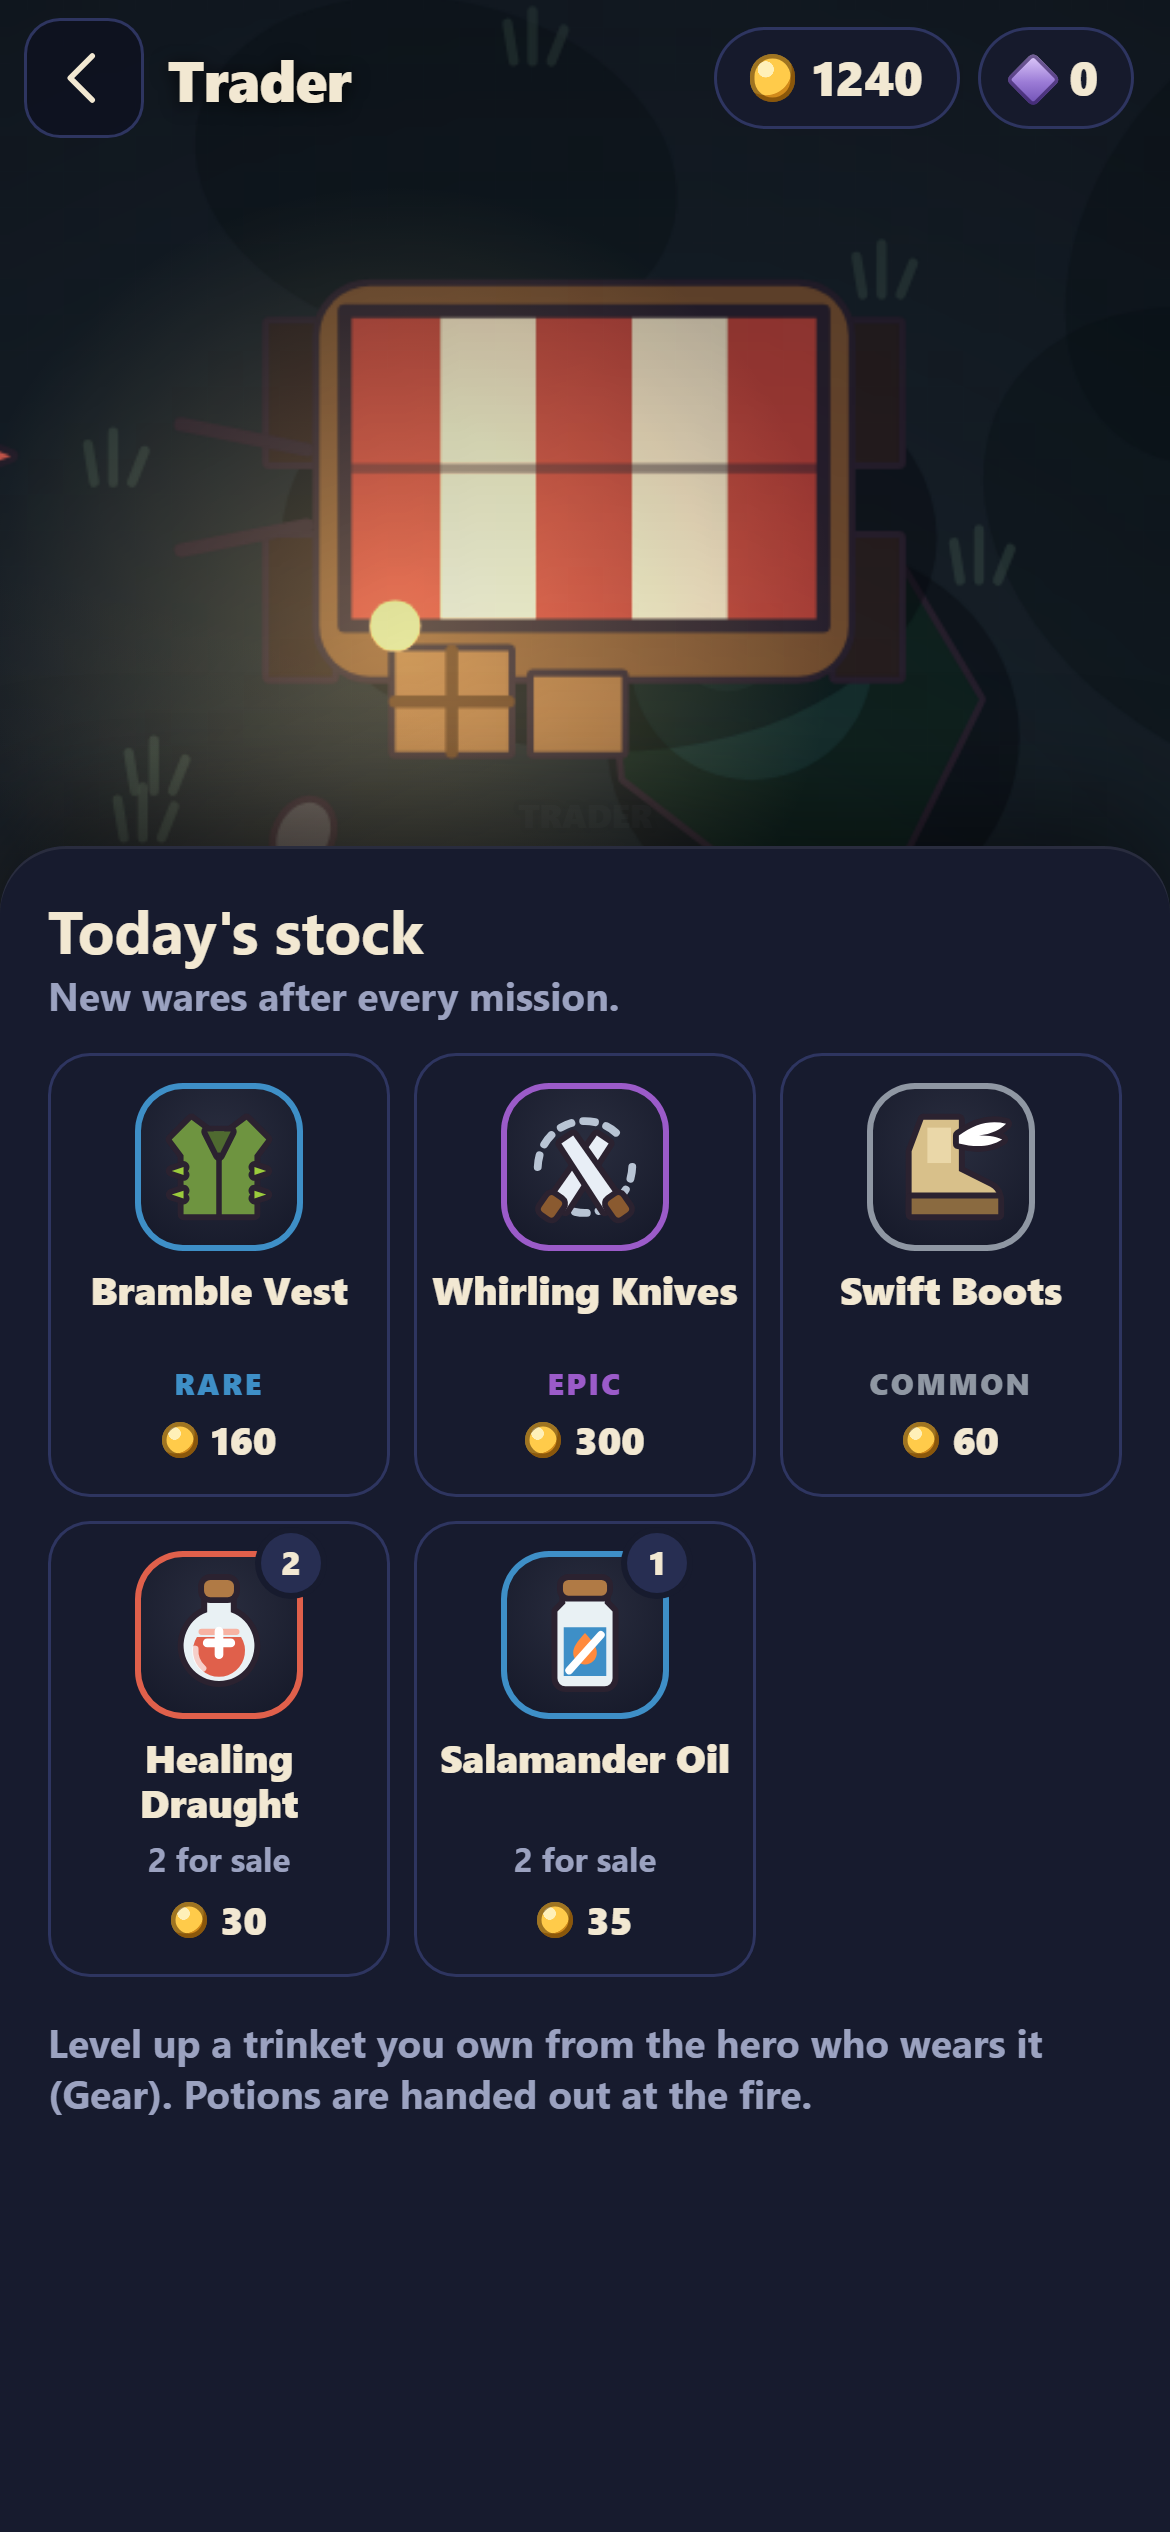 Trader
1240
0
TRADER
Today's stock
New wares after every mission.
Bramble Vest
RARE
160
Whirling Knives
EPIC
300
Swift Boots
COMMON
60
2
Healing
Draught
2 for sale
30
1
Salamander Oil
2 for sale
35
Level up a trinket you own from the hero who wears it
(Gear). Potions are handed out at the fire.